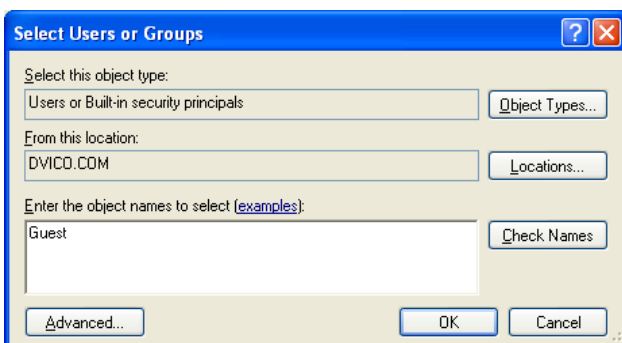 Select Users or Groups
Select this object type:
Users or Built-in security principals
Object Types...
From this location:
DVICO.COM
Locations...
Enter the object names to select (examples):
Guest
Check Names
Advanced...
OK
Cancel